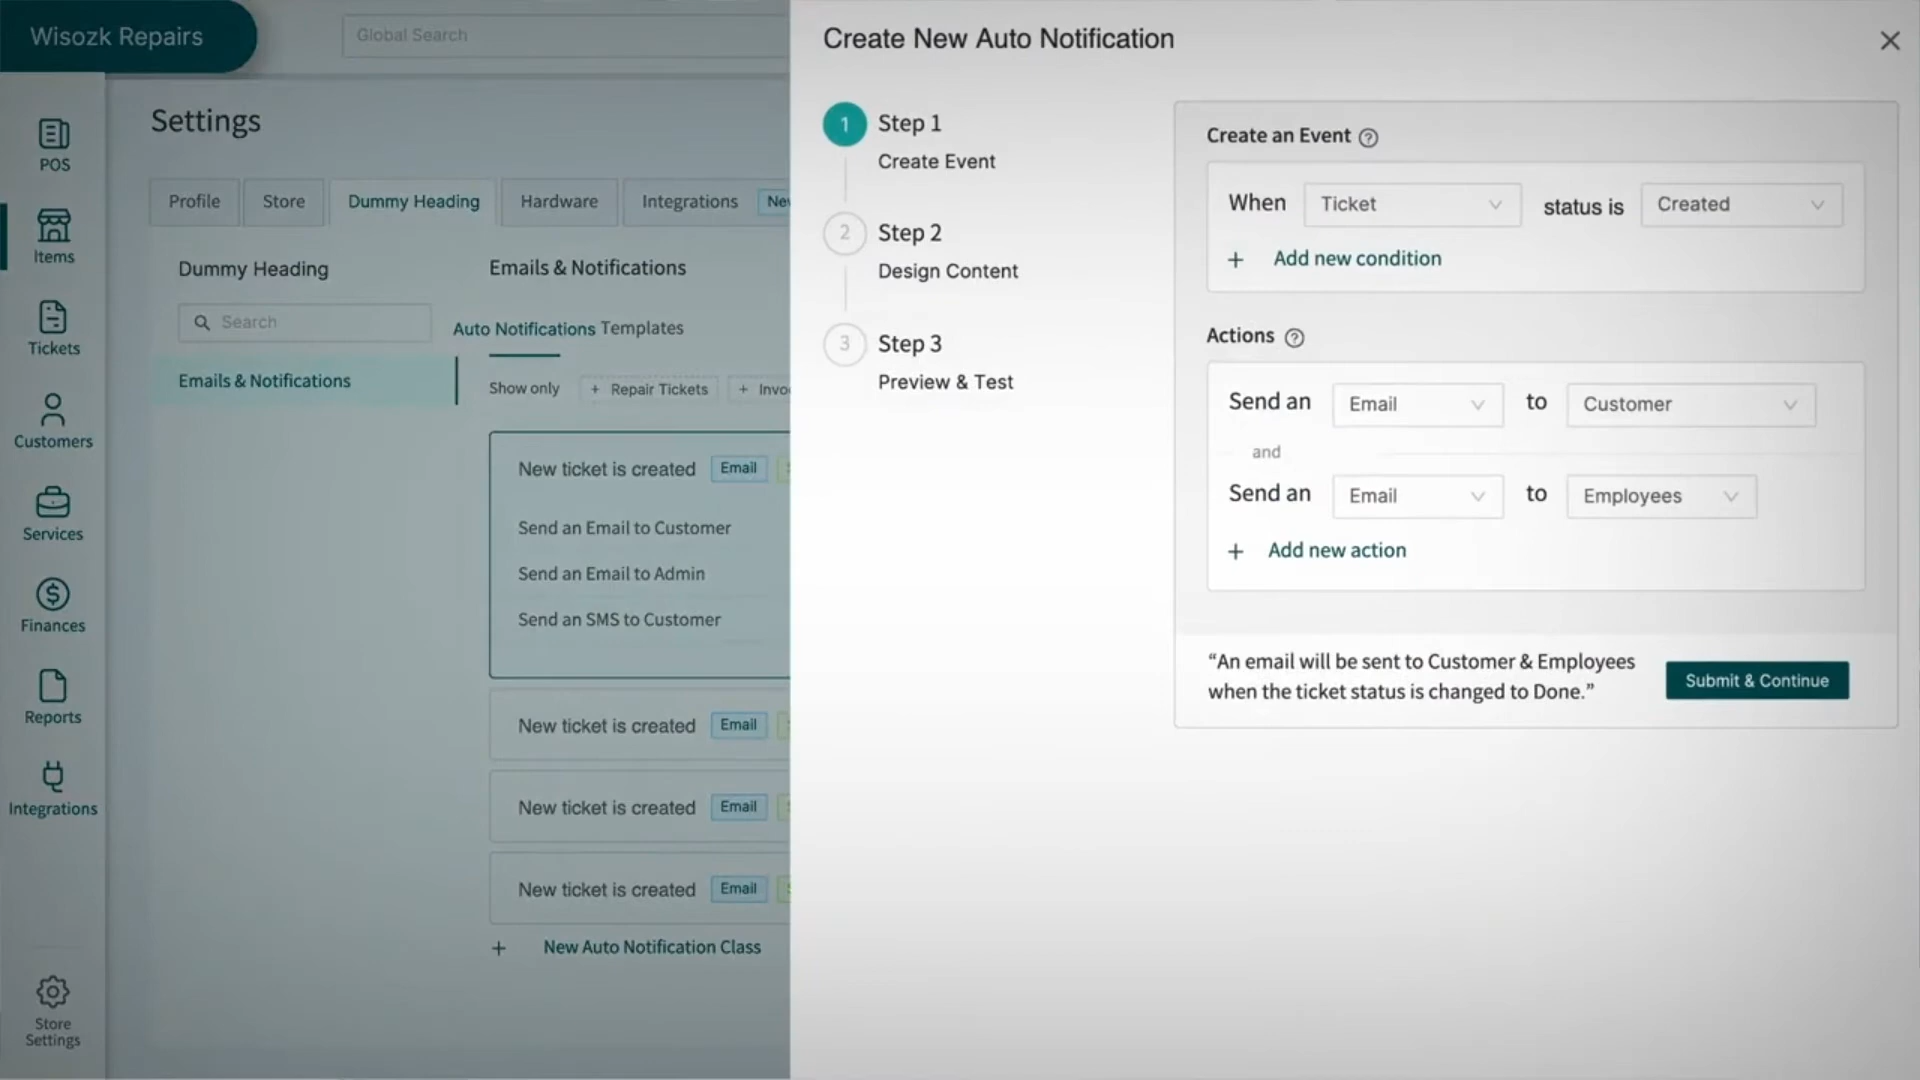 Wisozk Repairs
Global Search
POS
Items
Tickets
Customers
Services
Finances
Reports
Integrations
Store
Settings
Settings
Profile
Store
Dummy Heading
Hardware
Integrations
Dummy Heading
Search
Emails & Notifications
Emails & Notifications
Auto Notifications Templates
Show only
+ Repair Tickets
+
New ticket is created Email
Send an Email to Customer
Send an Email to Admin
Send an SMS to Customer
New ticket is created Email
New ticket is created Email
New ticket is created Email
+ New Auto Notification Class
Create New Auto Notification
1 Step 1
Create Event
2 Step 2
Design Content
3 Step 3
Preview & Test
Create an Event ?
When Ticket status is Created
+ Add new condition
Actions ?
Send an Email to Customer
and
Send an Email to Employees
+ Add new action
“An email will be sent to Customer & Employees
when the ticket status is changed to Done.”
Submit & Continue